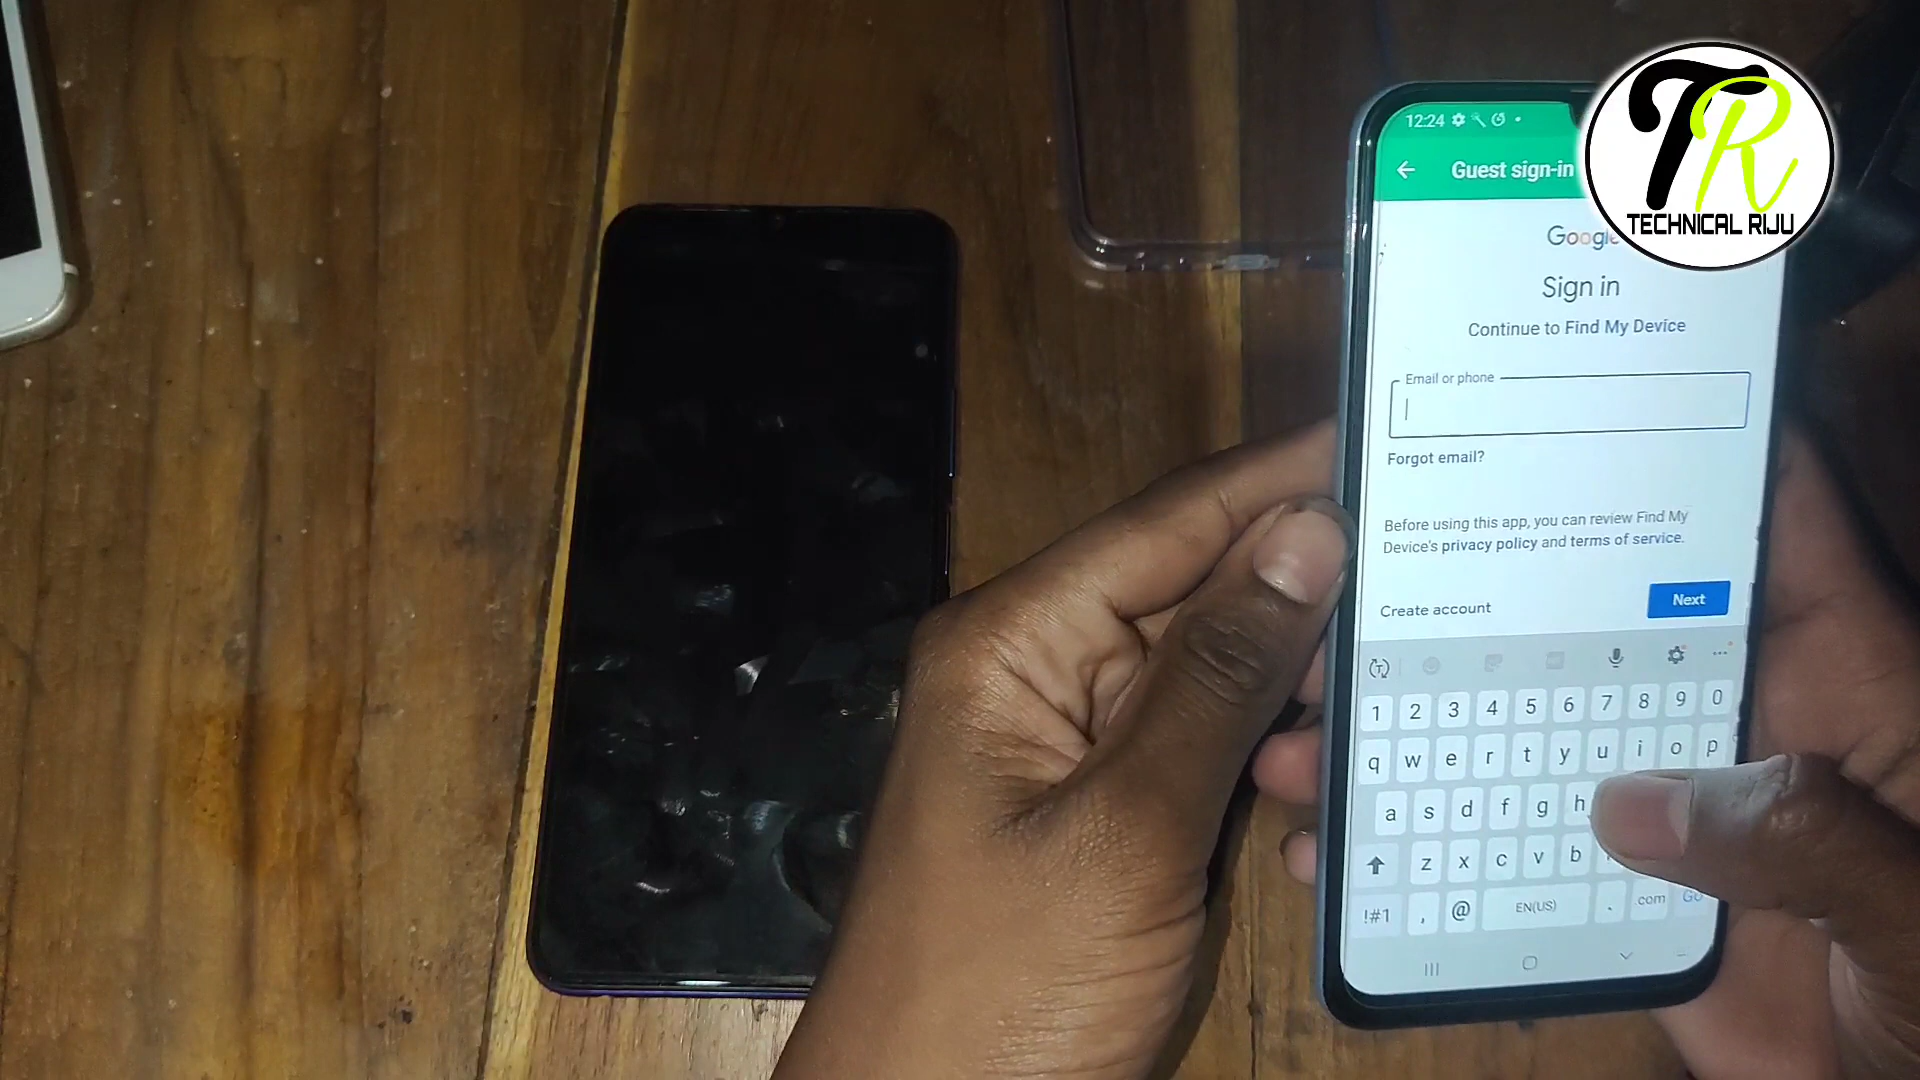 12:24
Guest sign-in
TR
TECHNICAL RIJU
Google
Sign in
Continue to Find My Device
Email or phone
Forgot email?
Before using this app, you can review Find My
Device's privacy policy and terms of service.
Create account
Next
1 2 3 4 5 6 7 8 9 0
q w e r t y u i o p
a s d f g h
z x c v b
!#1 , @ EN(US) . .com Go